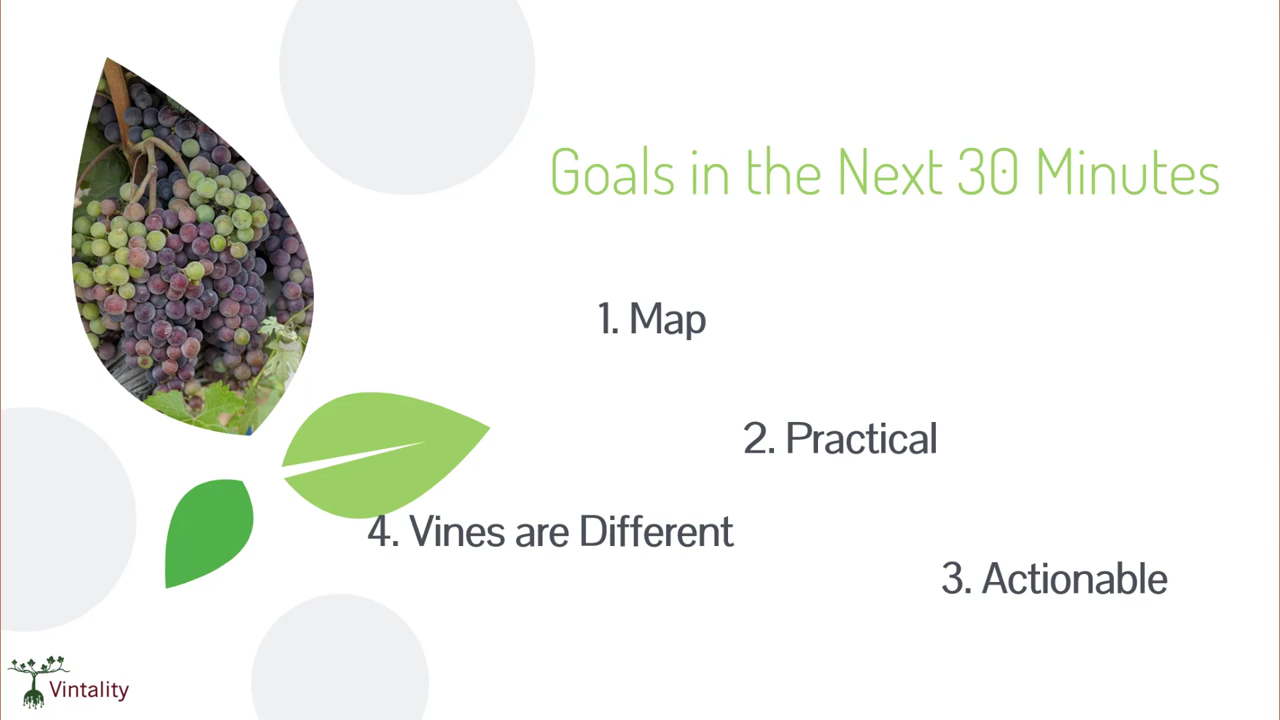 Goals in the Next 30 Minutes
1. Map
2. Practical
4. Vines are Different
3. Actionable
Vintality